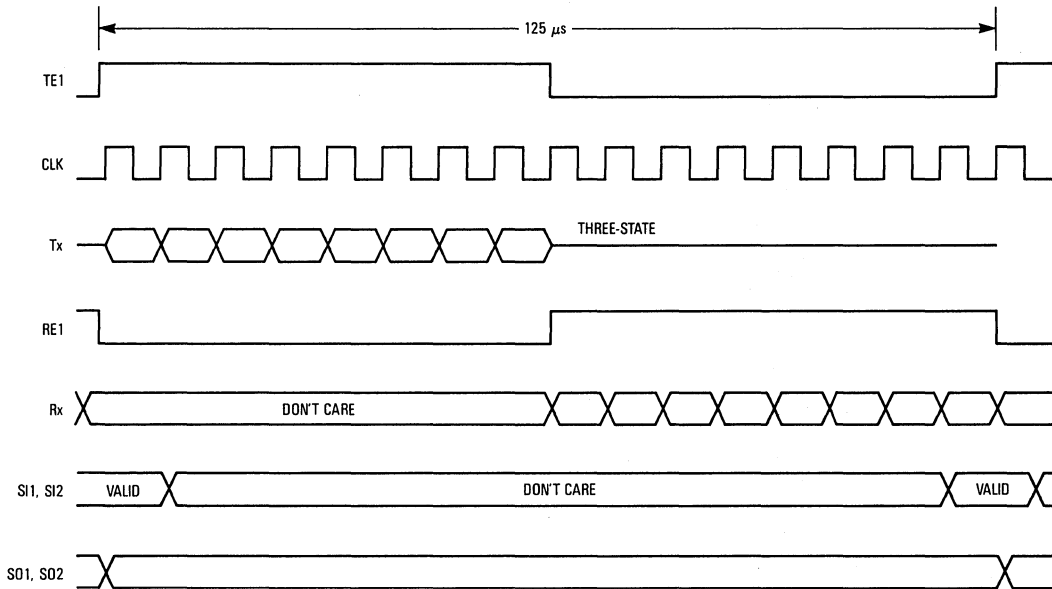 125 μs
TE1
CLK
Tx
THREE-STATE
RE1
Rx
DON'T CARE
SI1, SI2
VALID
DON'T CARE
VALID
SO1, SO2